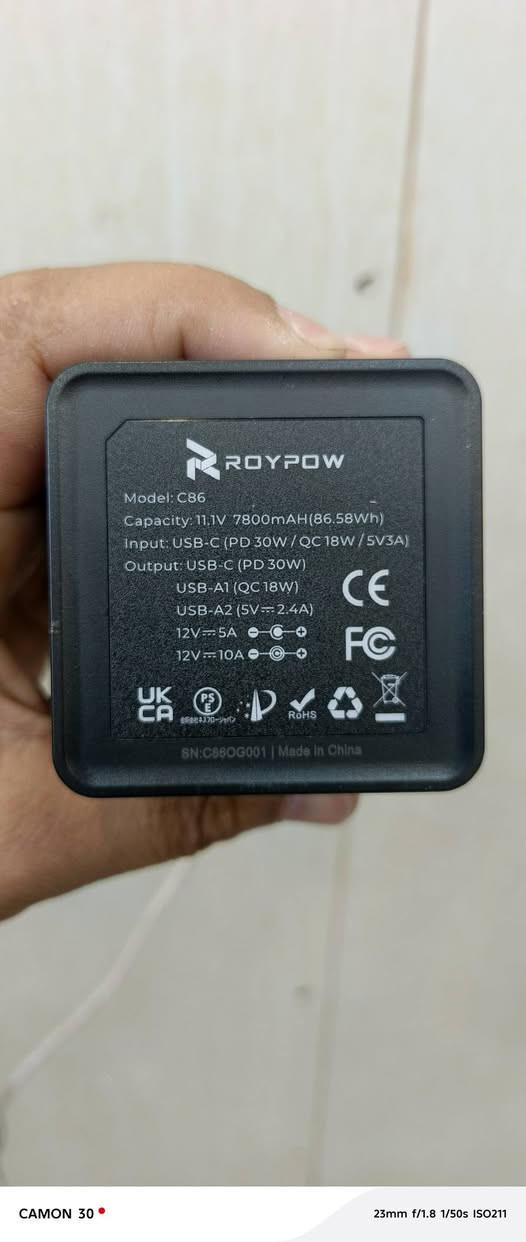 ROYPOW
Model: C86
Capacity: 11.1V 7800mAH(86.58Wh)
Input: USB-C (PD 30W / QC 18W / 5V3A)
Output: USB-C (PD 30W)
USB-A1 (QC 18W)
USB-A2 (5V⎓2.4A)
12V⎓5A
12V⎓10A
CE
FC
UK
CA
PS
E
RoHS
SN:C86OG001 | Made in China
CAMON 30
23mm f/1.8 1/50s ISO211